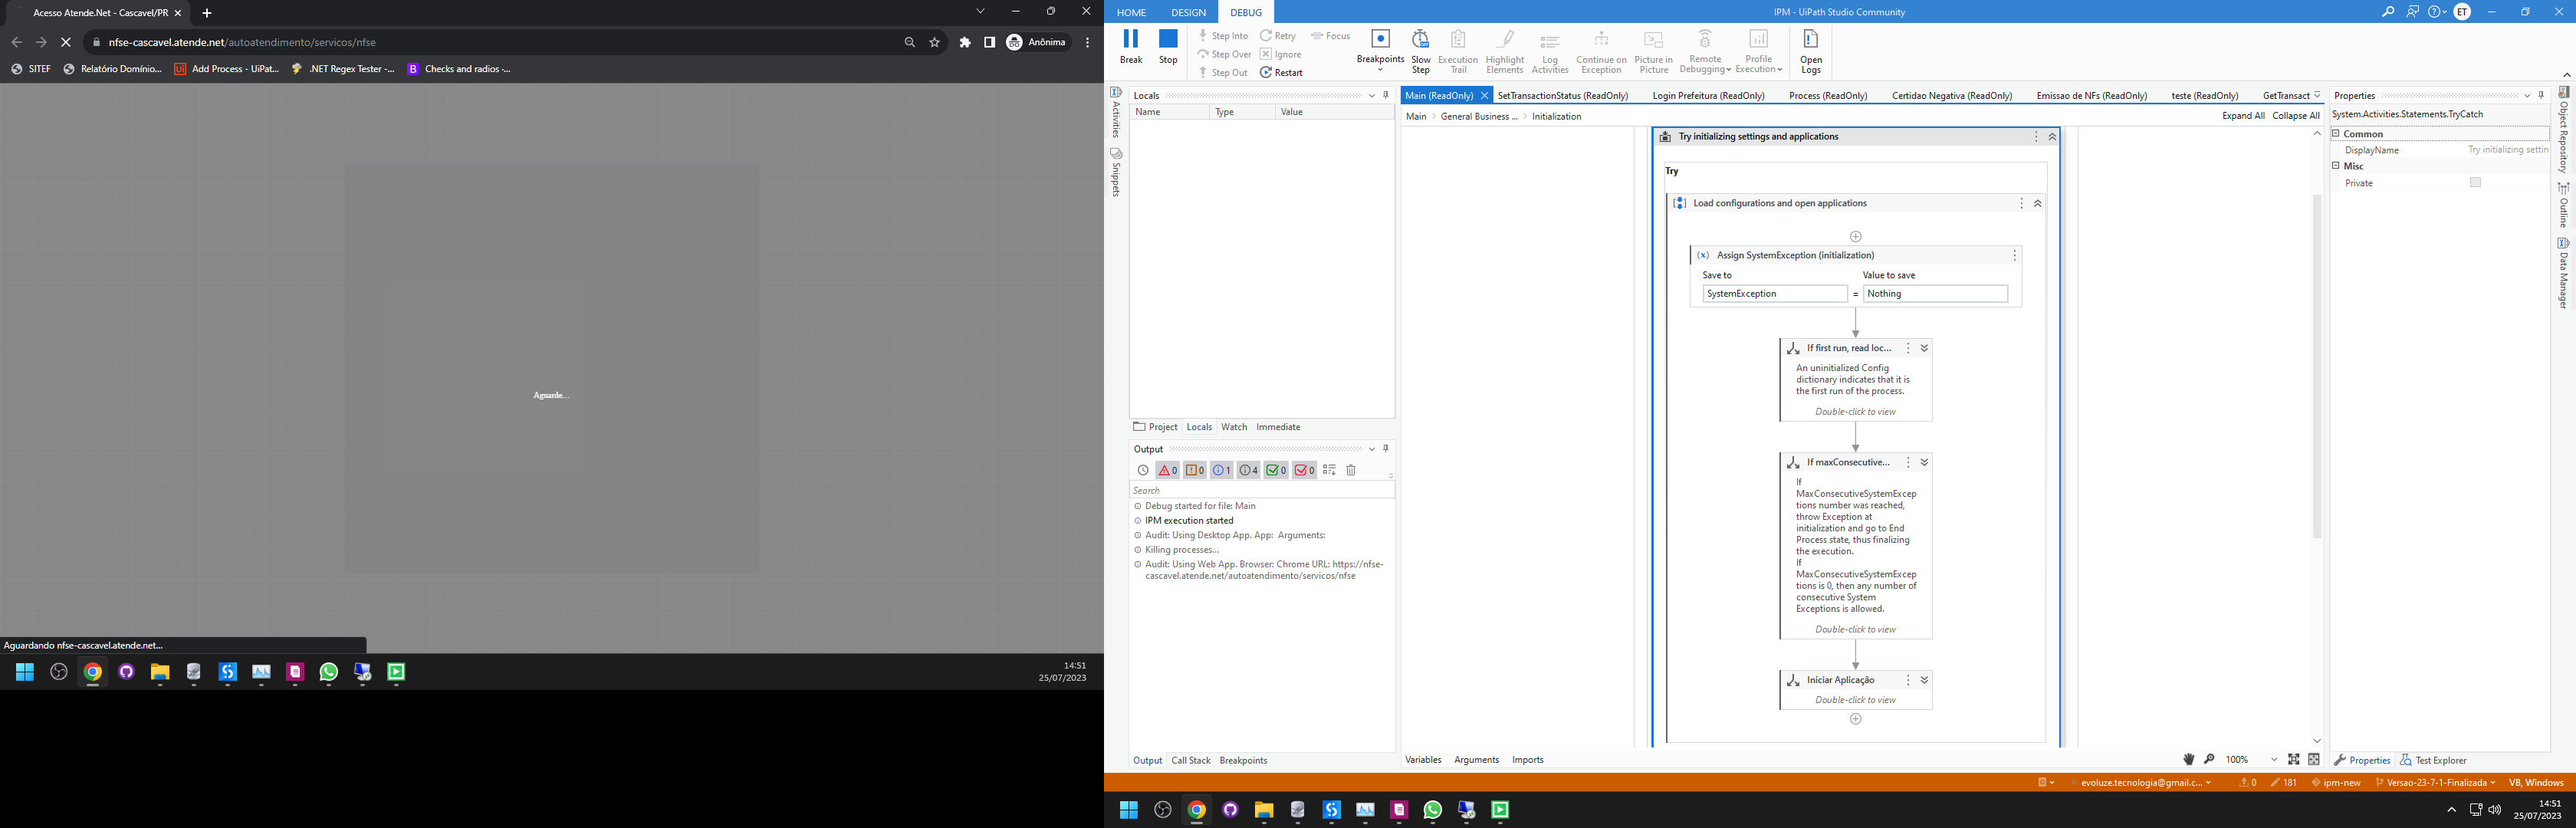 Acesso Atende.Net - Cascavel/PR
nfse-cascavel.atende.net/autoatendimento/servicos/nfse
Anônima
SITEF
Relatório Domínio...
Add Process - UiPat...
.NET Regex Tester -...
Checks and radios ·...
Aguarde...
Aguardando nfse-cascavel.atende.net...
14:51
25/07/2023
HOME DESIGN DEBUG
IPM - UiPath Studio Community
ET
Break
Stop
Step Into
Step Over
Step Out
Retry
Ignore
Restart
Focus
Breakpoints
Slow Step
Execution Trail
Highlight Elements
Log Activities
Continue on Exception
Picture in Picture
Remote Debugging
Profile Execution
Open Logs
Activities
Snippets
Locals
Name Type Value
Project Locals Watch Immediate
Output
0 0 1 4 0 0
Search
Debug started for file: Main
IPM execution started
Audit: Using Desktop App. App: Arguments:
Killing processes...
Audit: Using Web App. Browser: Chrome URL: https://nfse-
cascavel.atende.net/autoatendimento/servicos/nfse
Output Call Stack Breakpoints
Main (ReadOnly) SetTransactionStatus (ReadOnly) Login Prefeitura (ReadOnly) Process (ReadOnly) Certidao Negativa (ReadOnly) Emissao de NFs (ReadOnly) teste (ReadOnly) GetTransact
Main > General Business ... > Initialization
Expand All Collapse All
Try initializing settings and applications
Try
Load configurations and open applications
(x) Assign SystemException (initialization)
Save to Value to save
SystemException = Nothing
If first run, read loc...
An uninitialized Config
dictionary indicates that it is
the first run of the process.
Double-click to view
If maxConsecutive...
If
MaxConsecutiveSystemExcep
tions number was reached,
throw Exception at
initialization and go to End
Process state, thus finalizing
the execution.
If
MaxConsecutiveSystemExcep
tions is 0, then any number of
consecutive System
Exceptions is allowed.
Double-click to view
Iniciar Aplicação
Double-click to view
Variables Arguments Imports
100%
Properties
System.Activities.Statements.TryCatch
Common
DisplayName Try initializing settin
Misc
Private
Properties Test Explorer
Object Repository
Outline
Data Manager
evoluze.tecnologia@gmail.c...
0
181
ipm-new
Versao-23-7-1-Finalizada
VB, Windows
14:51
25/07/2023